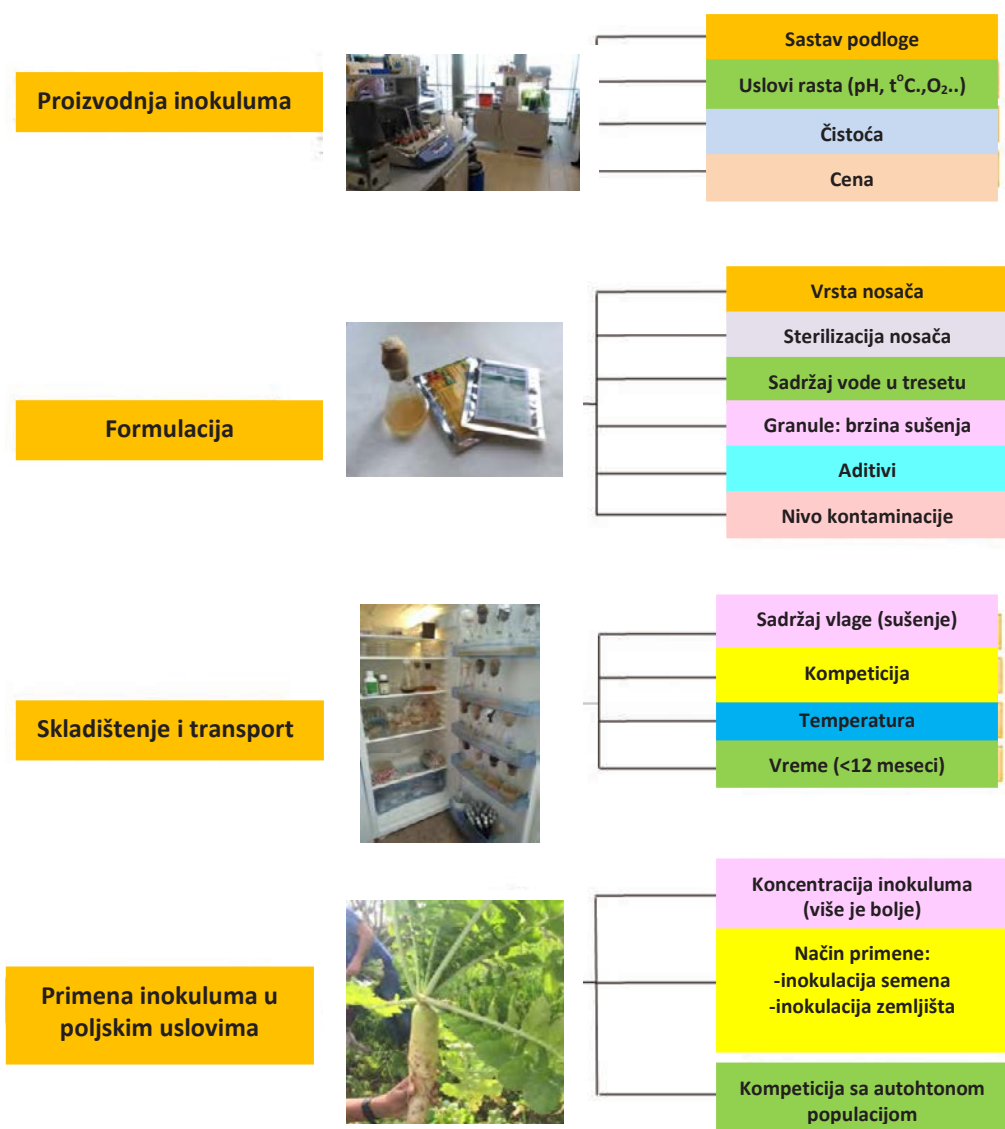 Proizvodnja inokuluma
Sastav podloge
Uslovi rasta (pH, t°C.,O₂..)
Čistoća
Cena
Formulacija
Vrsta nosača
Sterilizacija nosača
Sadržaj vode u tresetu
Granule: brzina sušenja
Aditivi
Nivo kontaminacije
Skladištenje i transport
Sadržaj vlage (sušenje)
Kompeticija
Temperatura
Vreme (<12 meseci)
Primena inokuluma u
poljskim uslovima
Koncentracija inokuluma
(više je bolje)
Način primene:
-inokulacija semena
-inokulacija zemljišta
Kompeticija sa autohtonom
populacijom